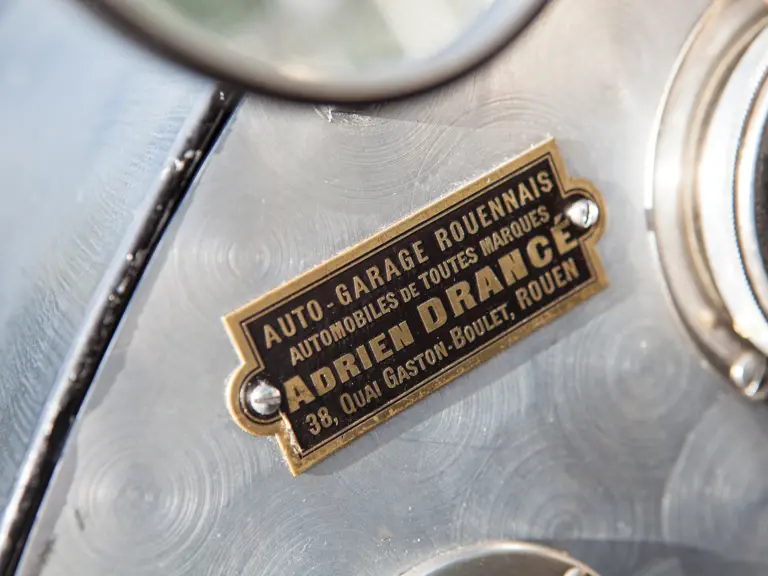 AUTO-GARAGE ROUENNAIS
AUTOMOBILES DE TOUTES MARQUES
ADRIEN DRANCÉ
38, QUAI GASTON-BOULET, ROUEN